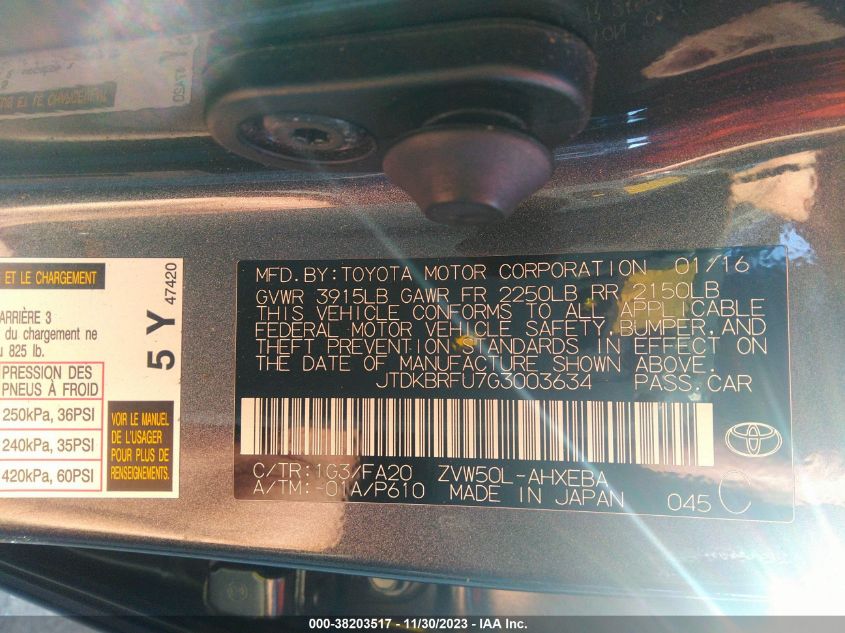 ET LE CHARGEMENT
ARRIÈRE 3
du chargement ne
825 lb.
PRESSION DES
PNEUS À FROID
250kPa, 36PSI
240kPa, 35PSI
420kPa, 60PSI
5 Y
47420
VOIR LE MANUEL
DE L'USAGER
POUR PLUS DE
RENSEIGNEMENTS.
MFD.BY:TOYOTA MOTOR CORPORATION 01/16
GVWR 3915LB GAWR FR 2250LB RR 2150LB
THIS VEHICLE CONFORMS TO ALL APPLICABLE
FEDERAL MOTOR VEHICLE SAFETY, BUMPER, AND
THEFT PREVENTION STANDARDS IN EFFECT ON
THE DATE OF MANUFACTURE SHOWN ABOVE.
JTDKBRFU7G3003634 PASS.CAR
C/TR:1G3/FA20 ZVW50L-AHXEBA
A/TM:-01A/P610 MADE IN JAPAN 045 C
000-38203517 - 11/30/2023 - IAA Inc.